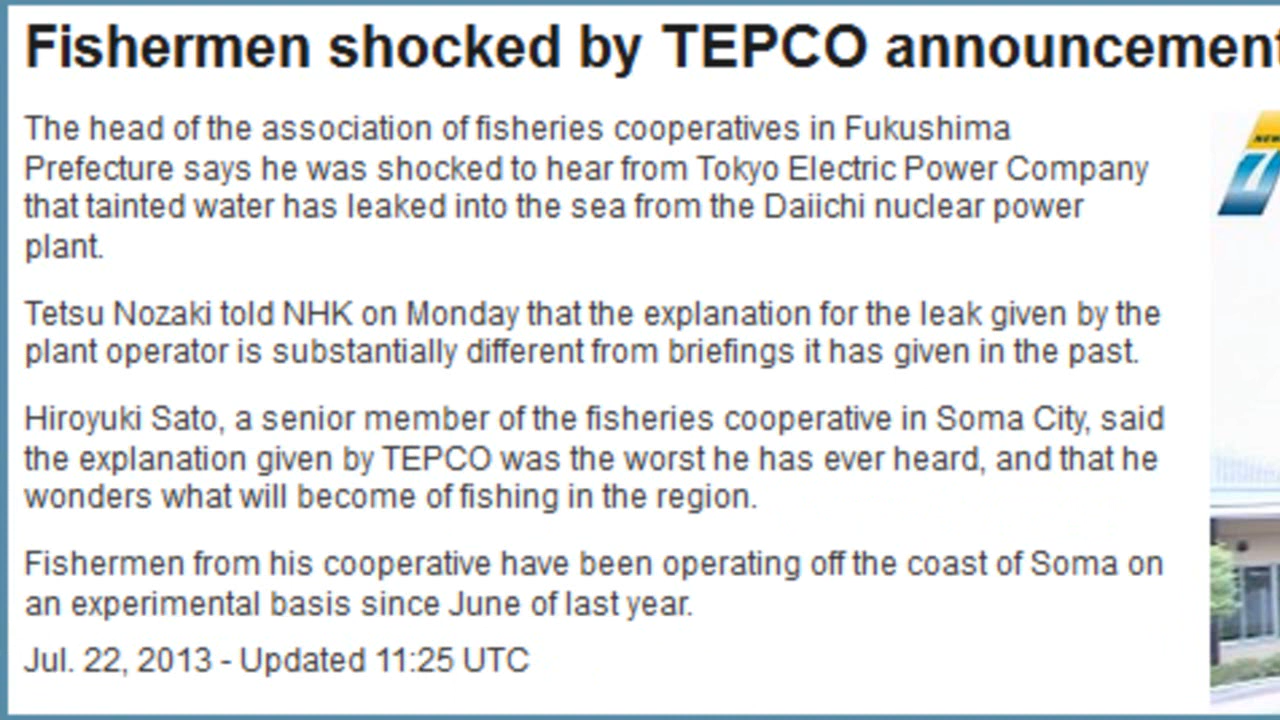 Fishermen shocked by TEPCO announcement
The head of the association of fisheries cooperatives in Fukushima
Prefecture says he was shocked to hear from Tokyo Electric Power Company
that tainted water has leaked into the sea from the Daiichi nuclear power
plant.
Tetsu Nozaki told NHK on Monday that the explanation for the leak given by the
plant operator is substantially different from briefings it has given in the past.
Hiroyuki Sato, a senior member of the fisheries cooperative in Soma City, said
the explanation given by TEPCO was the worst he has ever heard, and that he
wonders what will become of fishing in the region.
Fishermen from his cooperative have been operating off the coast of Soma on
an experimental basis since June of last year.
Jul. 22, 2013 - Updated 11:25 UTC
7